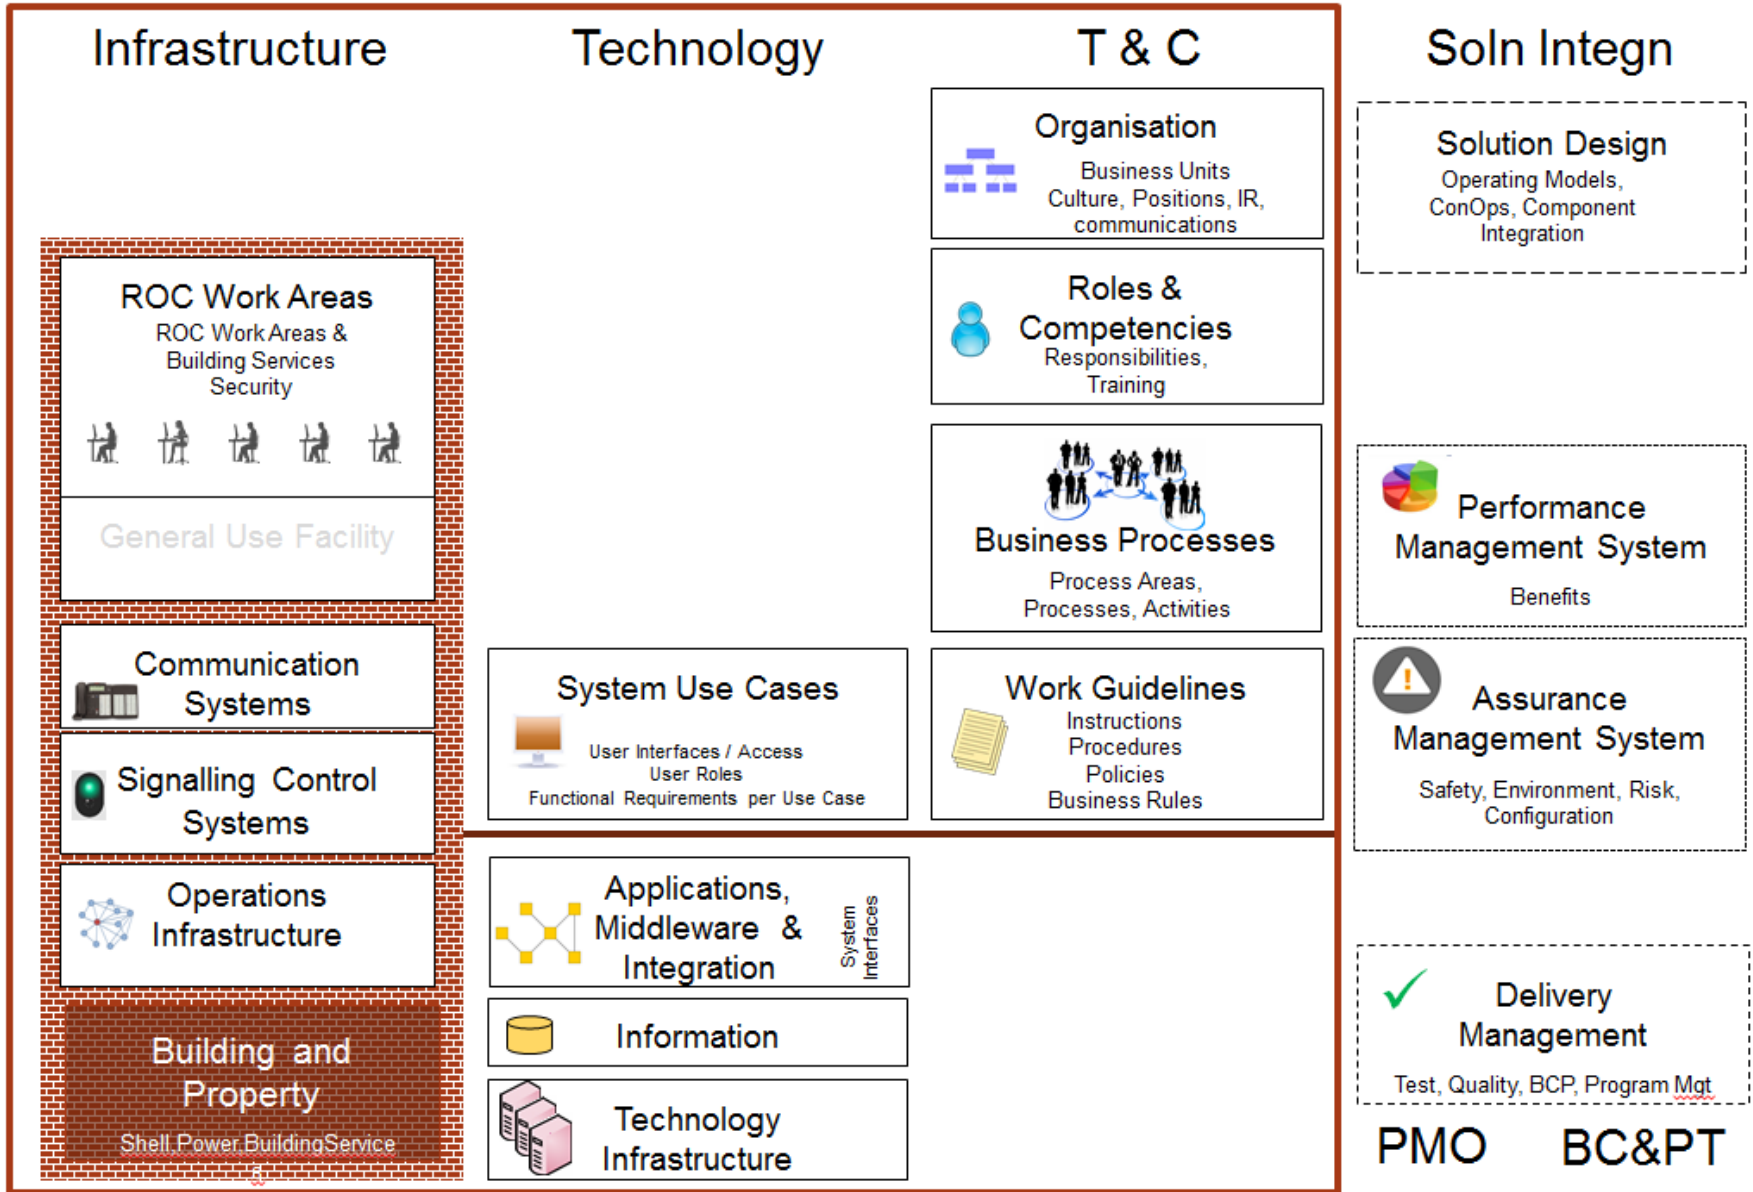 Infrastructure
Technology
T & C
Soln Integn
ROC Work Areas
ROC Work Areas &
Building Services
Security
General Use Facility
Communication
Systems
Signalling Control
Systems
Operations
Infrastructure
Building and
Property
Shell,Power,BuildingService
s
System Use Cases
User Interfaces / Access
User Roles
Functional Requirements per Use Case
Applications,
Middleware &
Integration
System
Interfaces
Information
Technology
Infrastructure
Organisation
Business Units
Culture, Positions, IR,
communications
Roles &
Competencies
Responsibilities,
Training
Business Processes
Process Areas,
Processes, Activities
Work Guidelines
Instructions
Procedures
Policies
Business Rules
Solution Design
Operating Models,
ConOps, Component
Integration
Performance
Management System
Benefits
Assurance
Management System
Safety, Environment, Risk,
Configuration
Delivery
Management
Test, Quality, BCP, Program Mgt
PMO
BC&PT